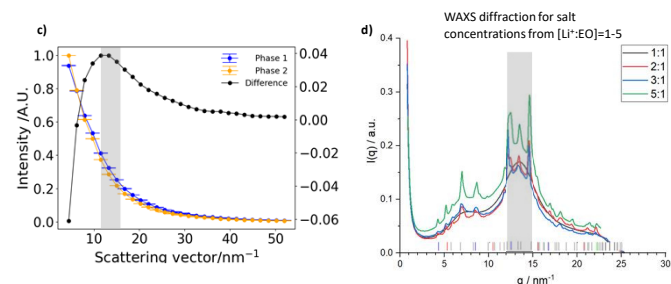 c)
1.0
0.8
0.6
0.4
0.2
0.0
Intensity /A.U.
Phase 1
Phase 2
Difference
0.04
0.02
0.00
−0.02
−0.04
−0.06
10 20 30 40 50
Scattering vector/nm⁻¹
d)
WAXS diffraction for salt
concentrations from [Li⁺:EO]=1-5
0.4
0.3
0.2
0.1
0.0
I(q) / a.u.
1:1
2:1
3:1
5:1
0 5 10 15 20 25 30
q / nm⁻¹